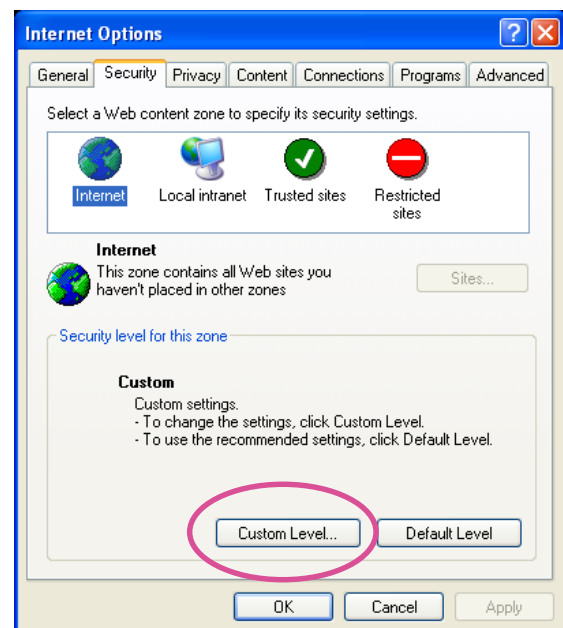 Internet Options
General Security Privacy Content Connections Programs Advanced
Select a Web content zone to specify its security settings.
Internet Local intranet Trusted sites Restricted sites
Internet
This zone contains all Web sites you
haven't placed in other zones
Sites...
Security level for this zone
Custom
Custom settings.
- To change the settings, click Custom Level.
- To use the recommended settings, click Default Level.
Custom Level... Default Level
OK Cancel Apply